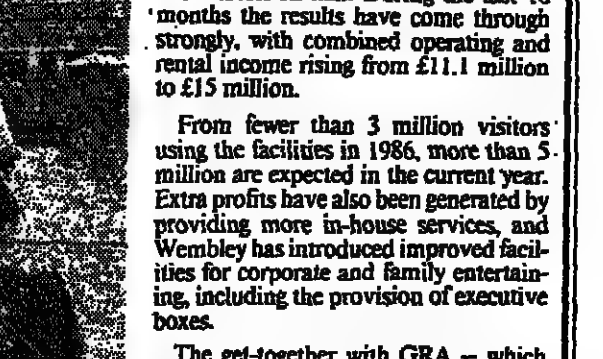 months the results have come through
strongly, with combined operating and
rental income rising from £11.1 million
to £15 million.
From fewer than 3 million visitors
using the facilities in 1986, more than 5
million are expected in the current year.
Extra profits have also been generated by
providing more in-house services, and
Wembley has introduced improved facil-
ities for corporate and family entertain-
ing, including the provision of executive
boxes.
The get-together with GRA — which